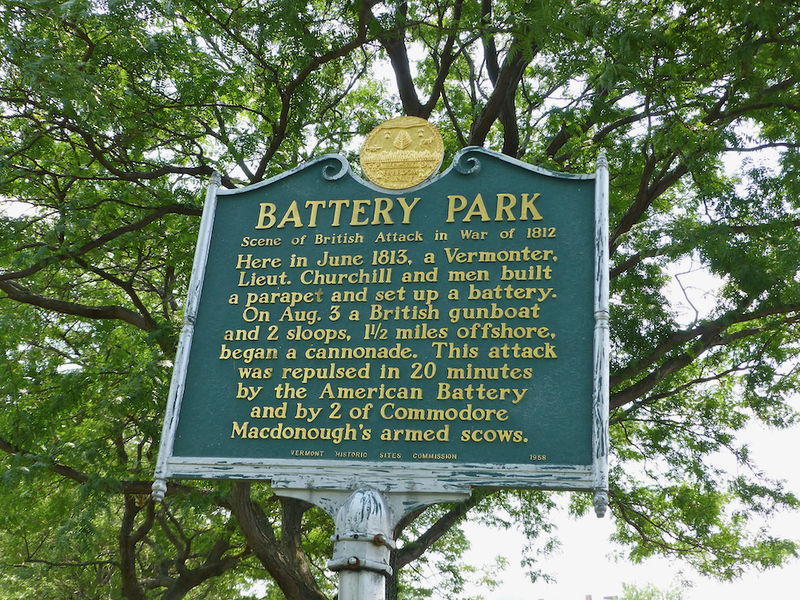 BATTERY PARK
Scene of British Attack in War of 1812
Here in June 1813, a Vermonter,
Lieut. Churchill and men built
a parapet and set up a battery.
On Aug. 3 a British gunboat
and 2 sloops, 1½ miles offshore,
began a cannonade. This attack
was repulsed in 20 minutes
by the American Battery
and by 2 of Commodore
Macdonough's armed scows.
VERMONT HISTORIC SITES COMMISSION 1958